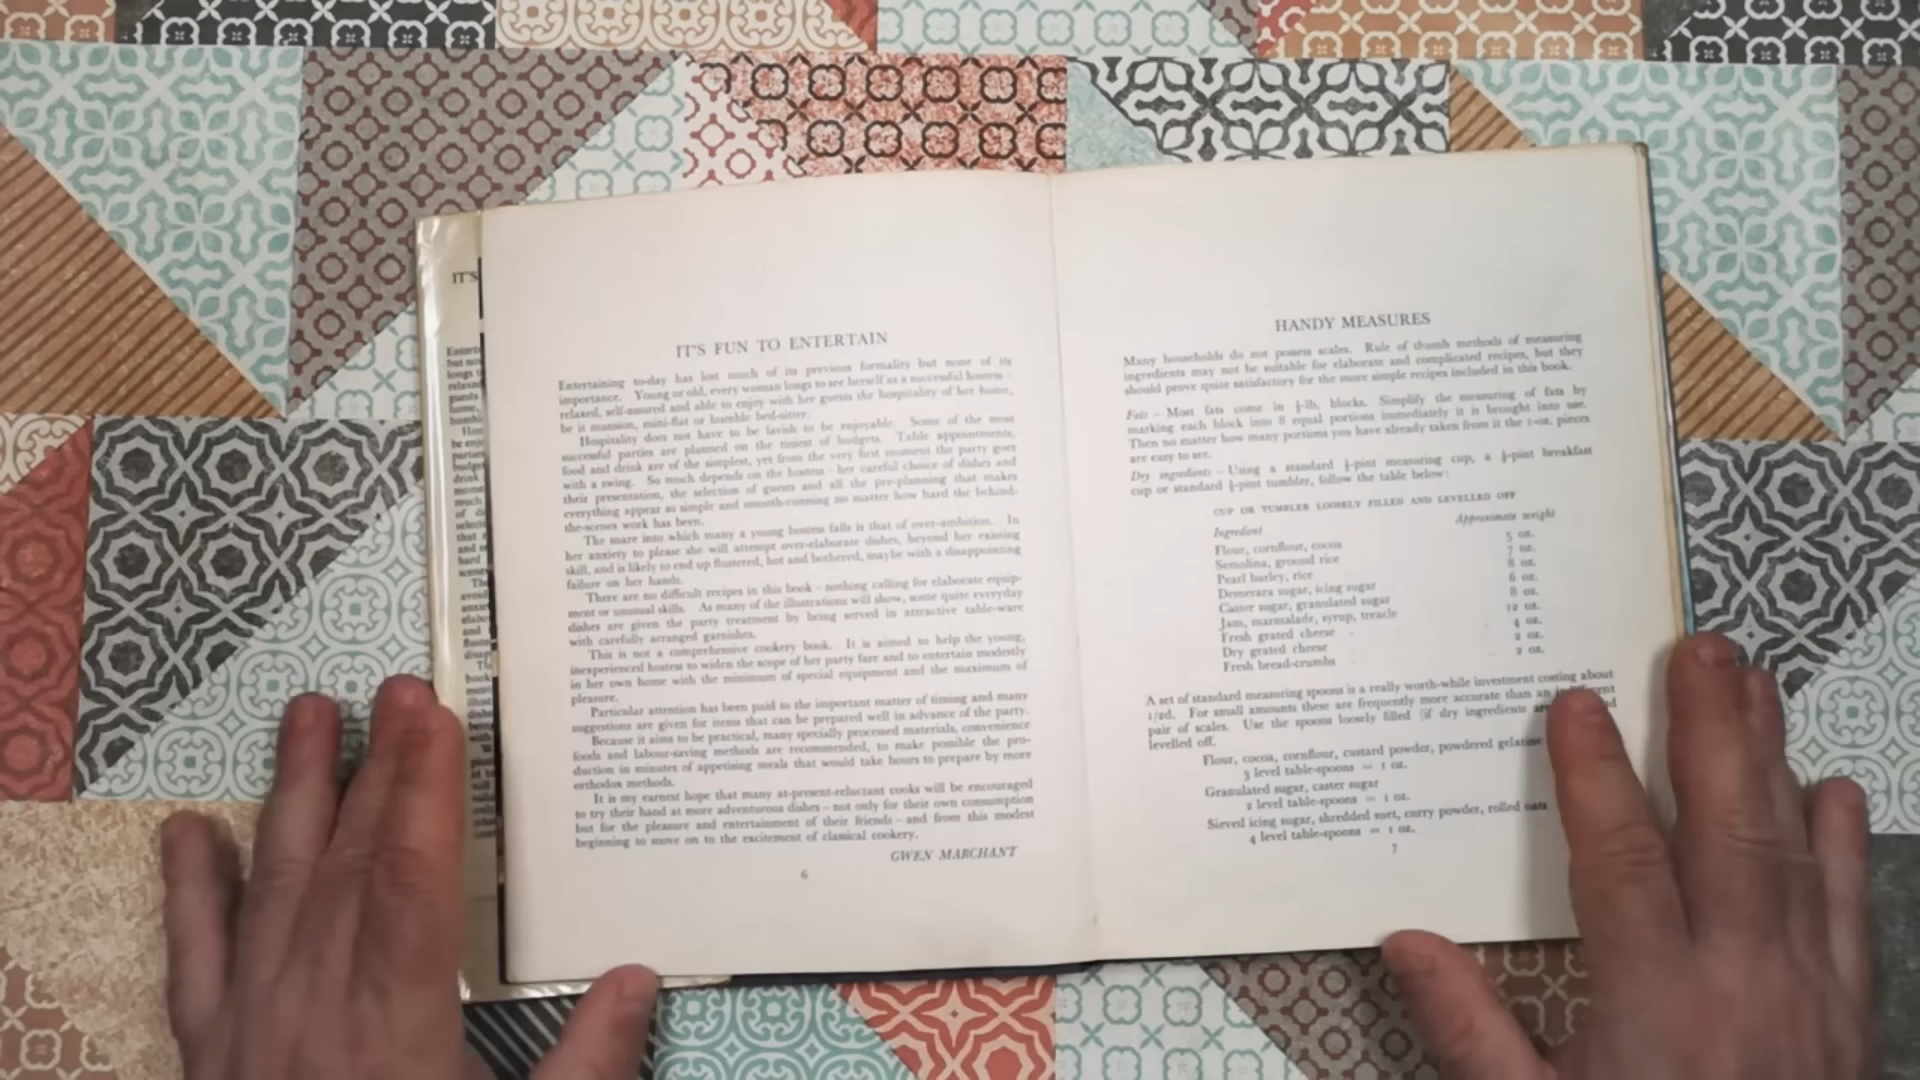 IT'S FUN TO ENTERTAIN
Entertaining to-day has lost much of its previous formality but none of its
importance. Young or old, every woman longs to see herself as a successful hostess –
relaxed, self-assured and able to enjoy with her guests the hospitality of her home,
be it mansion, mini-flat or humble bed-sitter.
Hospitality does not have to be lavish to be enjoyable. Some of the most
successful parties are planned on the tiniest of budgets. Table appointments,
food and drink are of the simplest, yet from the very first moment the party goes
with a swing. So much depends on the hostess – her careful choice of dishes and
their presentation, the selection of guests and all the pre-planning that makes
everything appear so simple and smooth-running no matter how hard the behind-
the-scenes work has been.
The snare into which many a young hostess falls is that of over-ambition. In
her anxiety to please she will attempt over-elaborate dishes, beyond her existing
skill, and is likely to end up flustered, hot and bothered, maybe with a disappointing
failure on her hands.
There are no difficult recipes in this book – nothing calling for elaborate equip-
ment or unusual skills. As many of the illustrations will show, some quite everyday
dishes are given the party treatment by being served in attractive table-ware
with carefully arranged garnishes.
This is not a comprehensive cookery book. It is aimed to help the young,
inexperienced hostess to widen the scope of her party fare and to entertain modestly
in her own home with the minimum of special equipment and the maximum of
pleasure.
Particular attention has been paid to the important matter of timing and many
suggestions are given for items that can be prepared well in advance of the party.
Because it aims to be practical, many specially processed materials, convenience
foods and labour-saving methods are recommended, to make possible the pro-
duction in minutes of appetising meals that would take hours to prepare by more
orthodox methods.
It is my earnest hope that many at-present-reluctant cooks will be encouraged
to try their hand at more adventurous dishes – not only for their own consumption
but for the pleasure and entertainment of their friends – and from this modest
beginning to move on to the excitement of classical cookery.
GWEN MARCHANT
6
HANDY MEASURES
Many households do not possess scales. Rule of thumb methods of measuring
ingredients may not be suitable for elaborate and complicated recipes, but they
should prove quite satisfactory for the more simple recipes included in this book.
Fats – Most fats come in ½-lb. blocks. Simplify the measuring of fats by
marking each block into 8 equal portions immediately it is brought into use.
Then no matter how many portions you have already taken from it the 1-oz. pieces
are easy to see.
Dry ingredients – Using a standard ½-pint measuring cup, a ½-pint breakfast
cup or standard ½-pint tumbler, follow the table below:
CUP OR TUMBLER LOOSELY FILLED AND LEVELLED OFF
Ingredient Approximate weight
Flour, cornflour, cocoa 5 oz.
Semolina, ground rice 7 oz.
Pearl barley, rice 8 oz.
Demerara sugar, icing sugar 6 oz.
Caster sugar, granulated sugar 8 oz.
Jam, marmalade, syrup, treacle 12 oz.
Fresh grated cheese 4 oz.
Dry grated cheese 2 oz.
Fresh bread-crumbs 2 oz.
A set of standard measuring spoons is a really worth-while investment costing about
1/2d. For small amounts these are frequently more accurate than an
pair of scales. Use the spoons loosely filled (if dry ingredients
levelled off.
Flour, cocoa, cornflour, custard powder, powdered gelatine
3 level table-spoons = 1 oz.
Granulated sugar, caster sugar
2 level table-spoons = 1 oz.
Sieved icing sugar, shredded suet, curry powder, rolled oats
4 level table-spoons = 1 oz.
7
IT'S